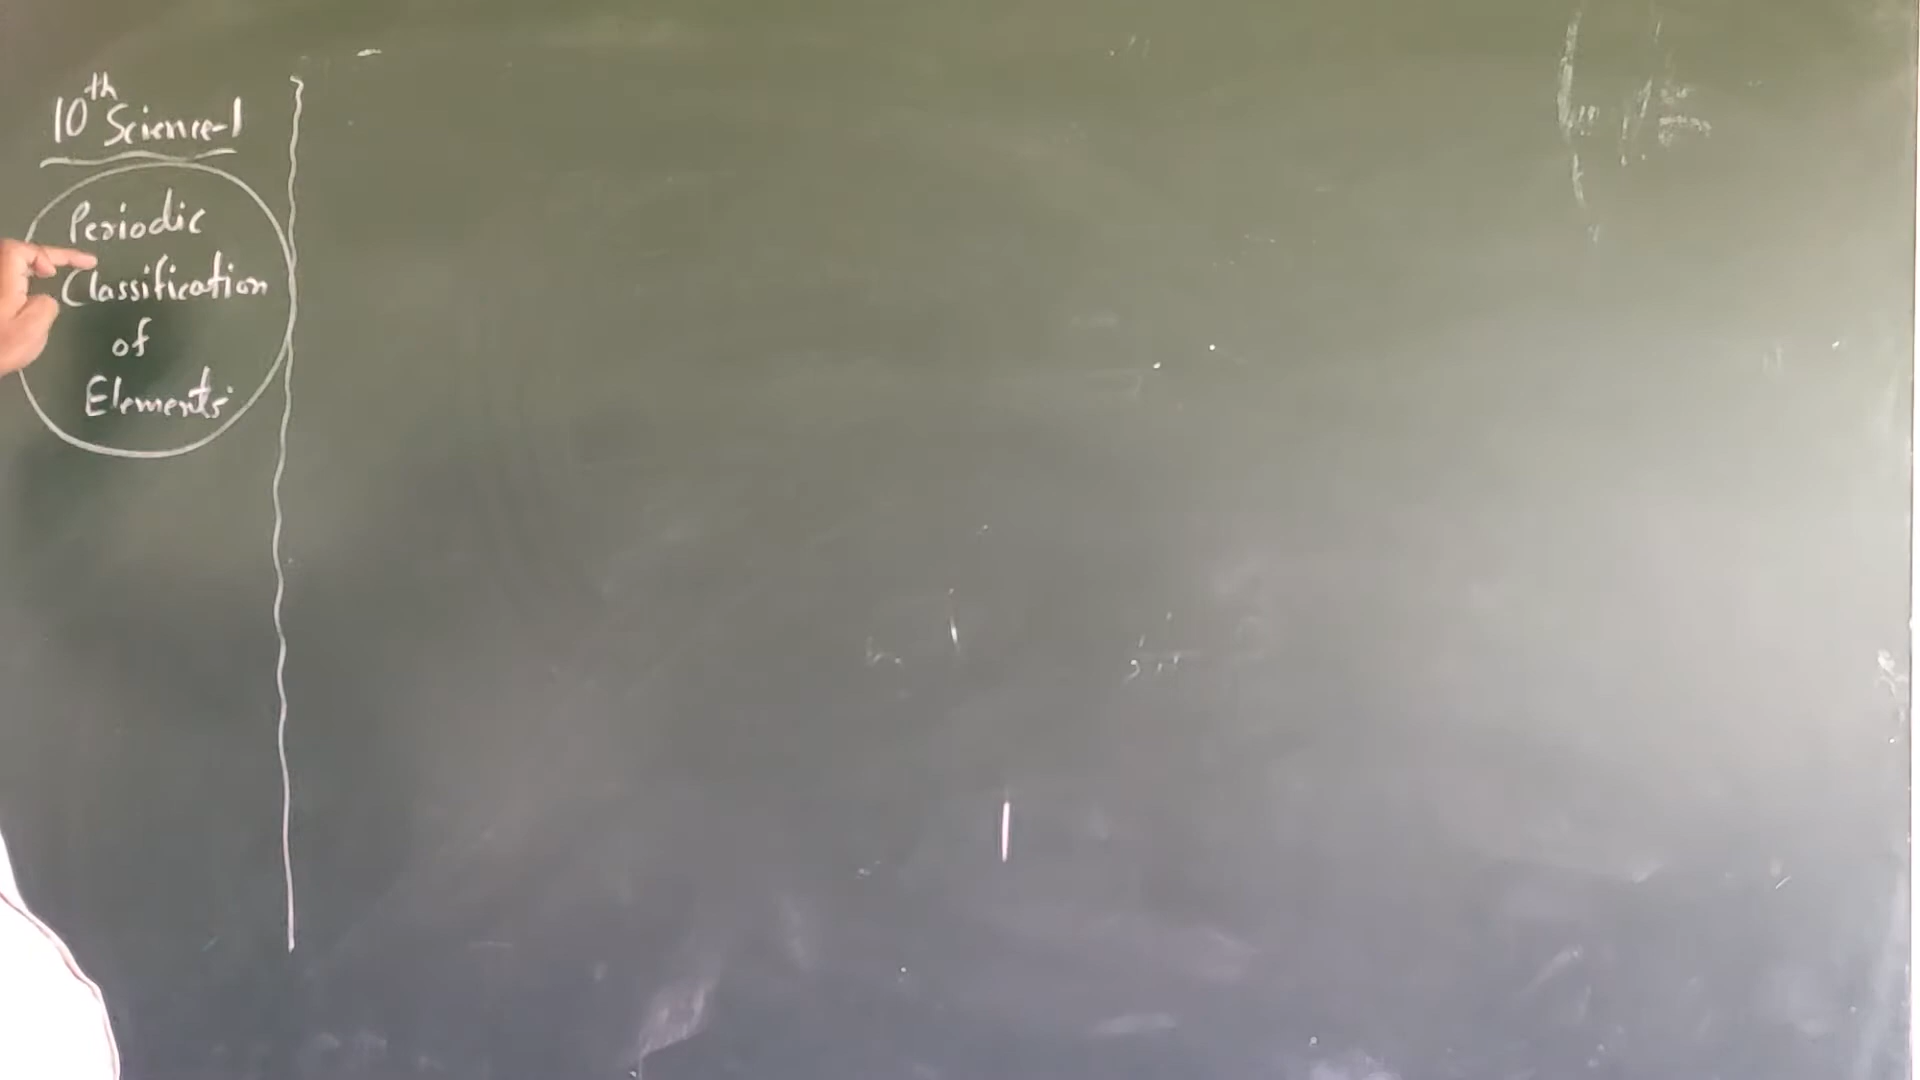 10th Science-1
Periodic
Classification
of
Elements